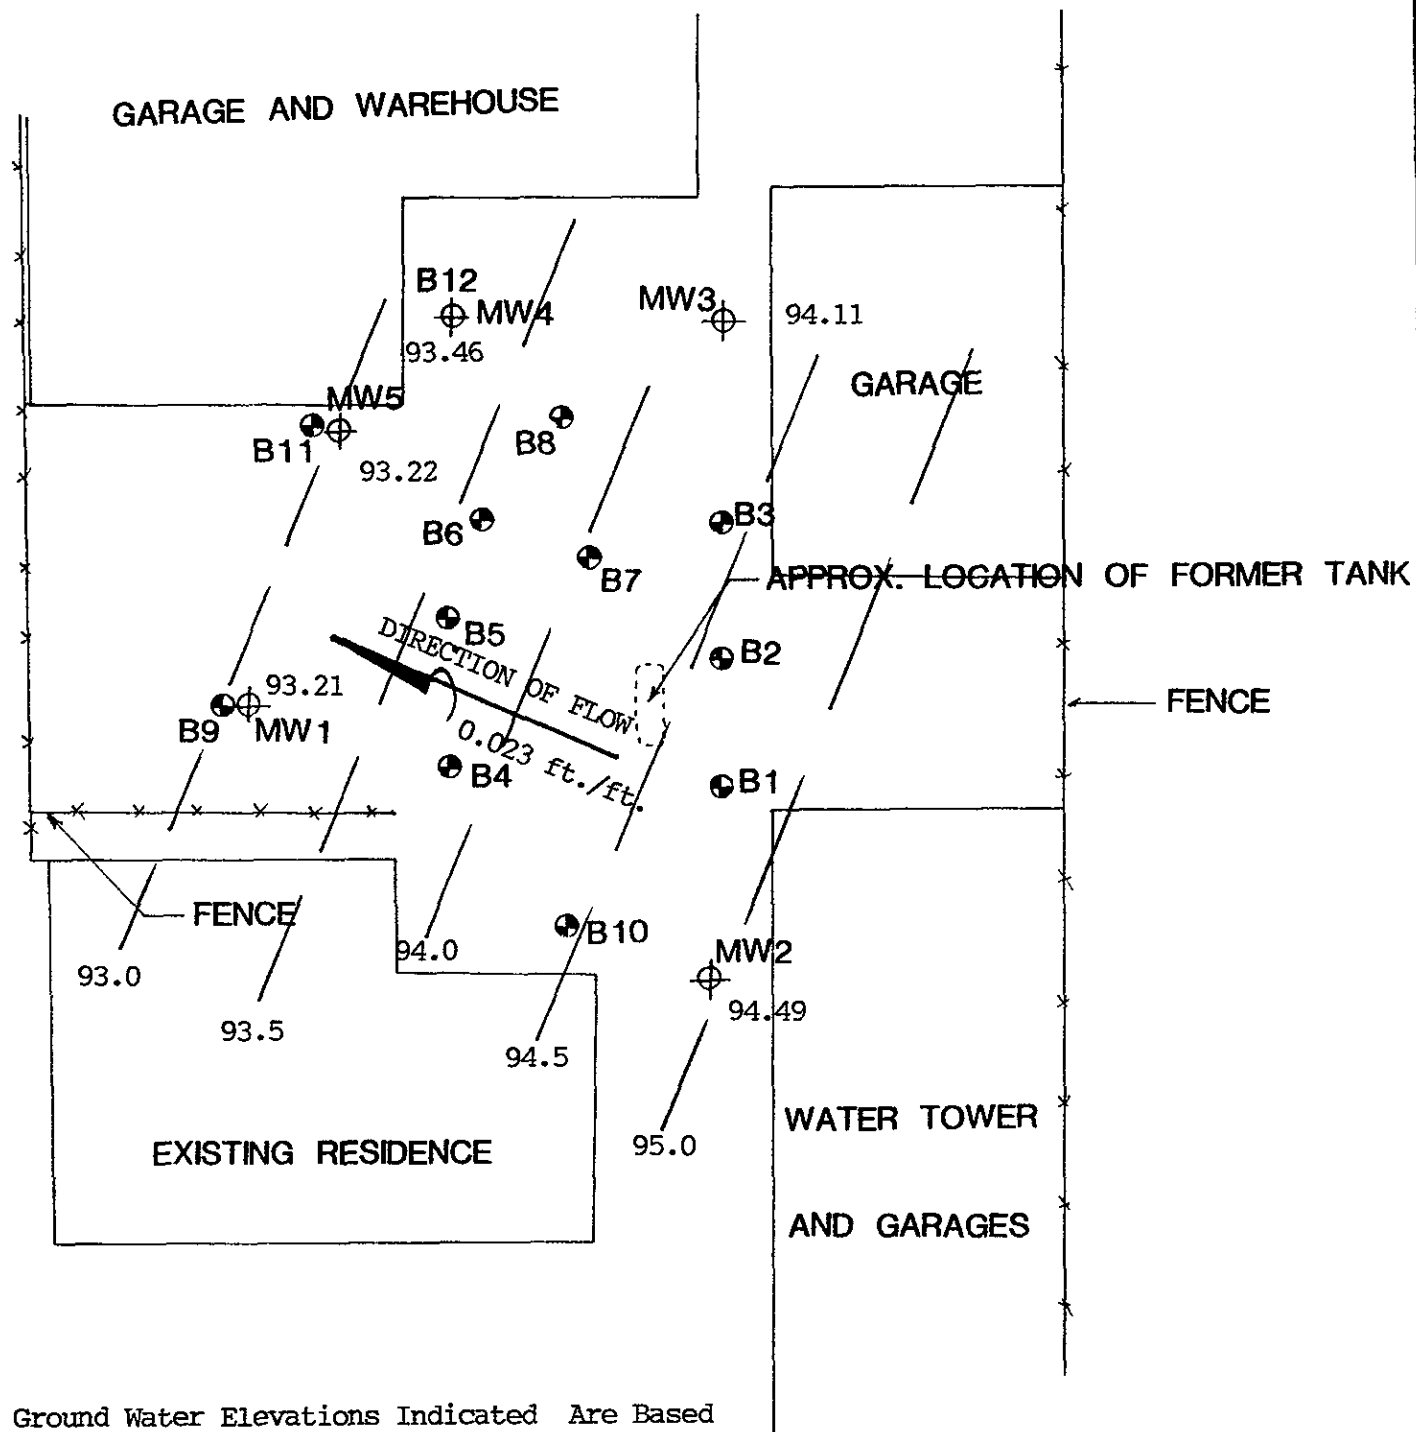 GARAGE AND WAREHOUSE
B12
MW4
93.46
MW3
94.11
GARAGE
MW5
B11
93.22
B8
B6
B3
B7
APPROX. LOCATION OF FORMER TANK
B5
DIRECTION OF FLOW
B2
93.21
B9
MW1
FENCE
0.023 ft./ft.
B4
B1
FENCE
B10
94.0
MW2
93.0
94.49
93.5
94.5
WATER TOWER
95.0
EXISTING RESIDENCE
AND GARAGES
Ground Water Elevations Indicated Are Based